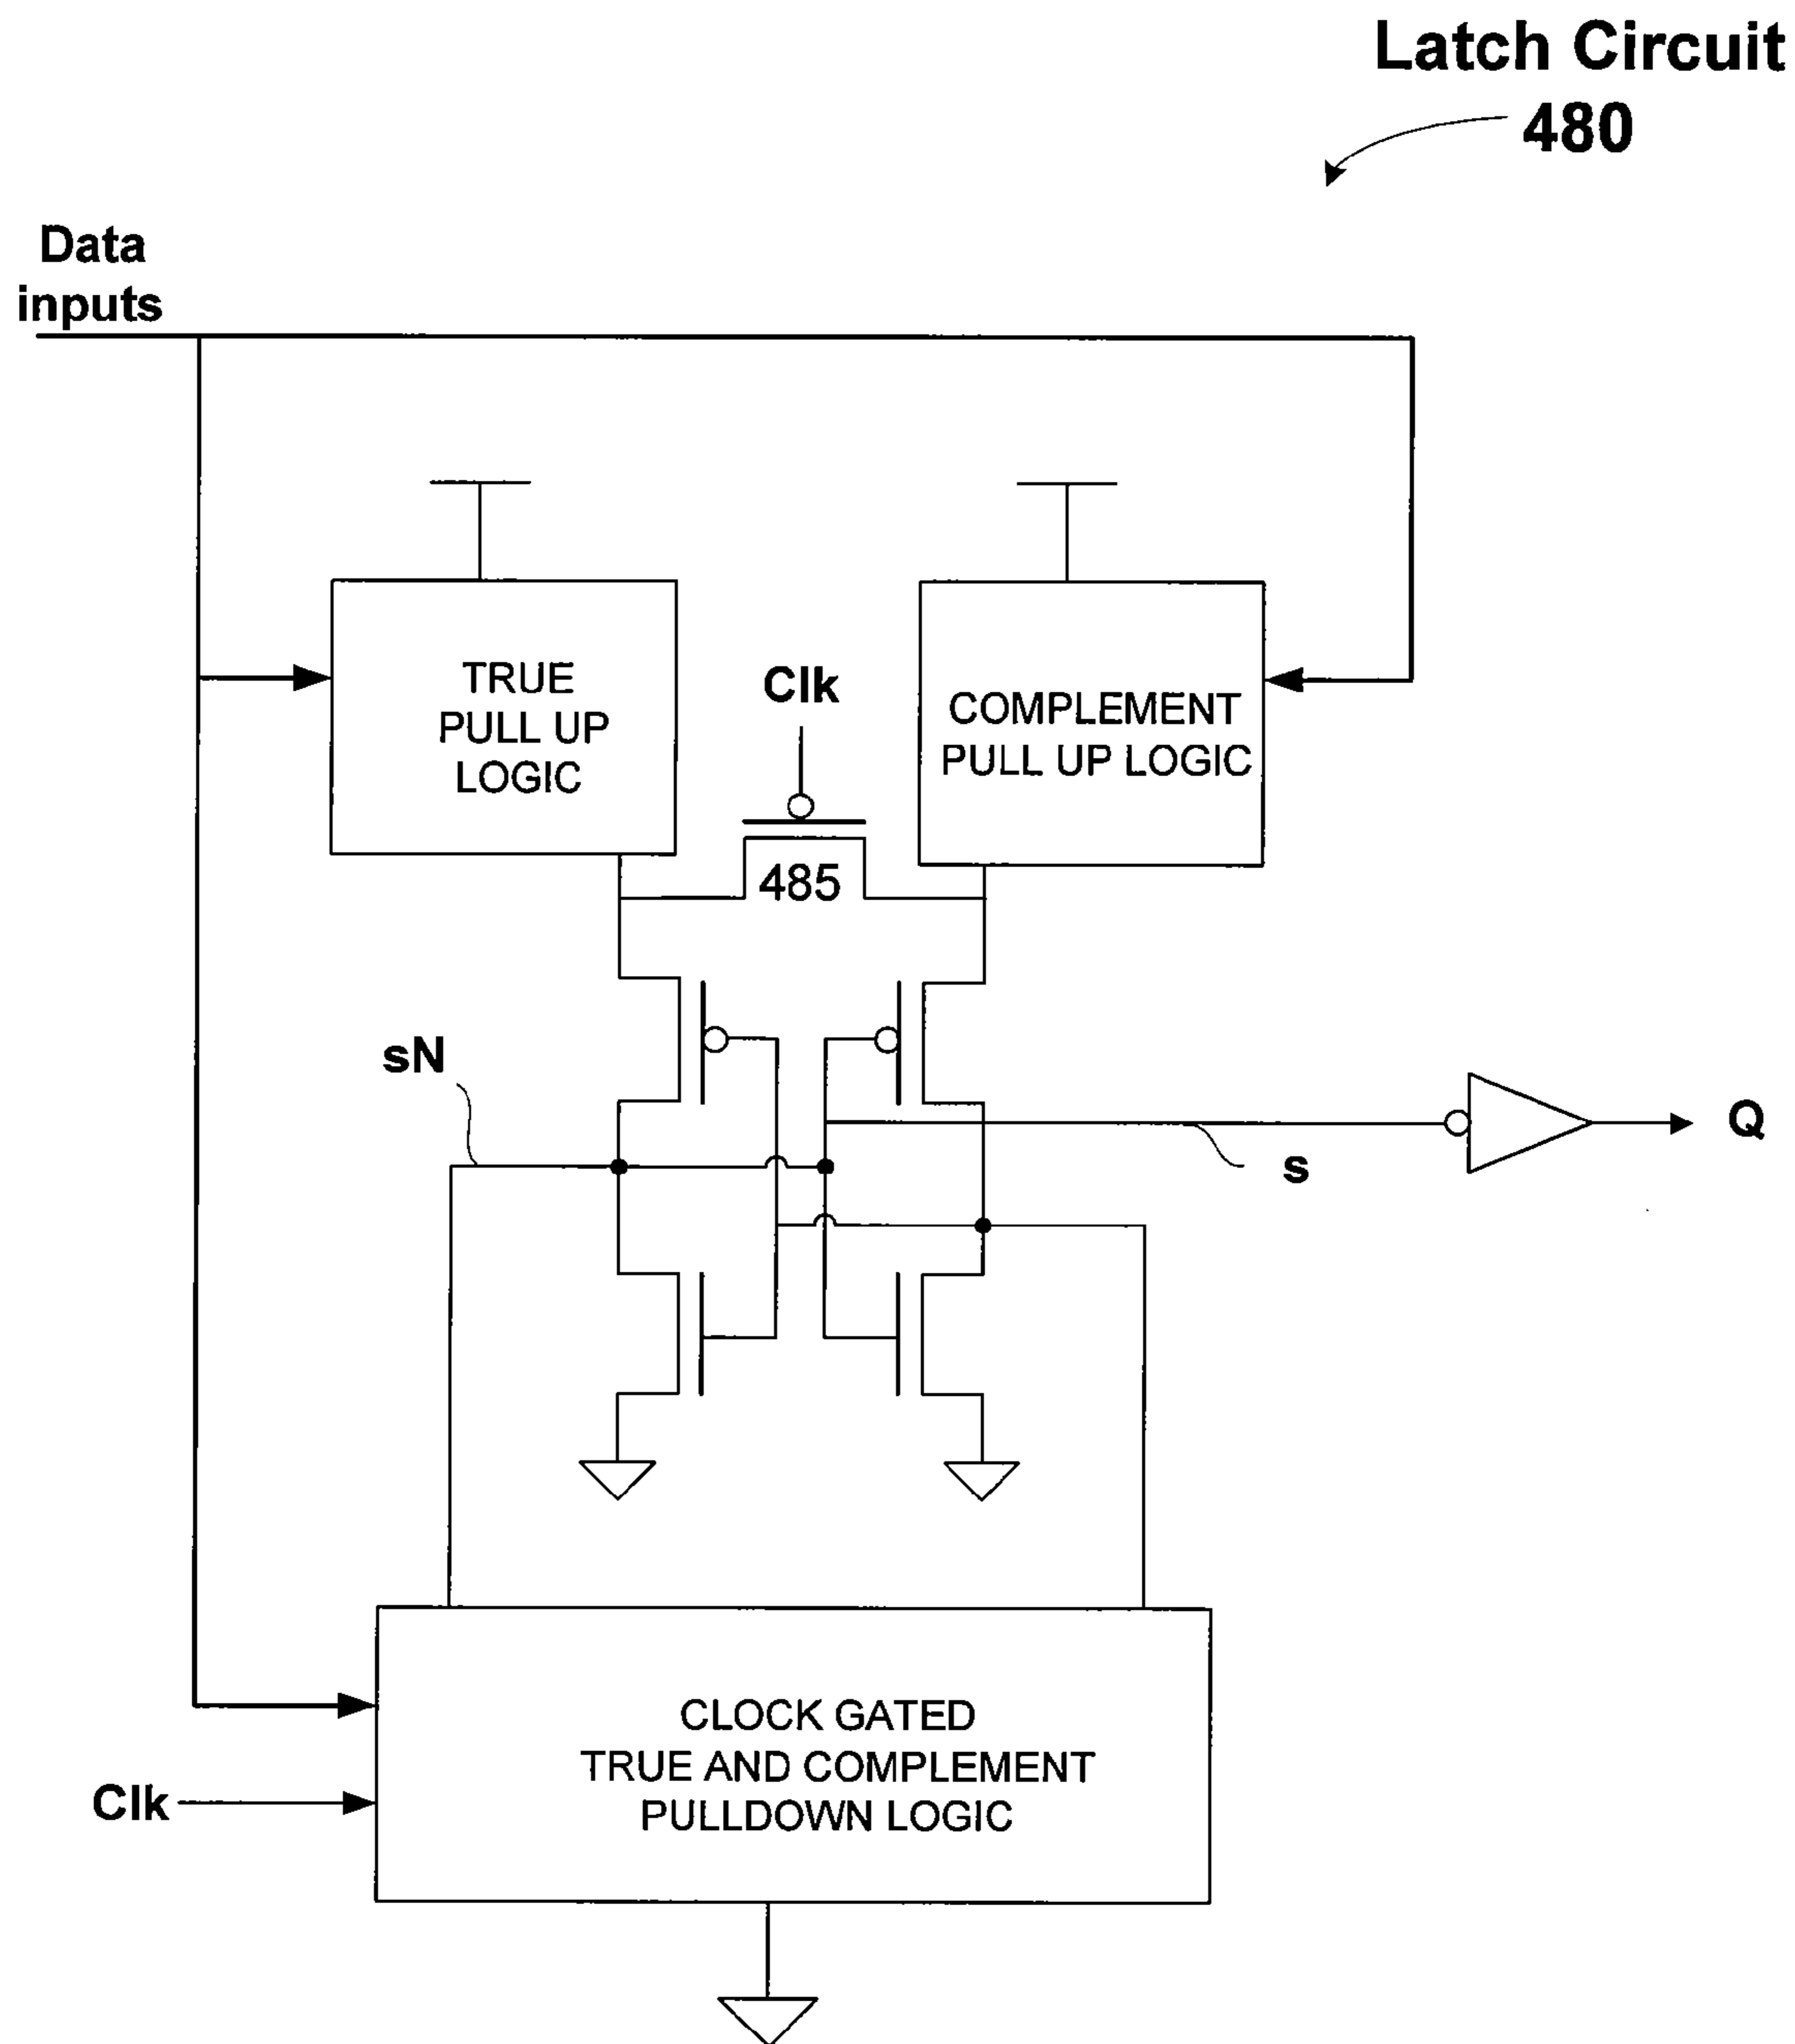 Latch Circuit
480
Data
inputs
TRUE
PULL UP
LOGIC
Clk
COMPLEMENT
PULL UP LOGIC
485
sN
Q
s
CLOCK GATED
TRUE AND COMPLEMENT
PULLDOWN LOGIC
Clk